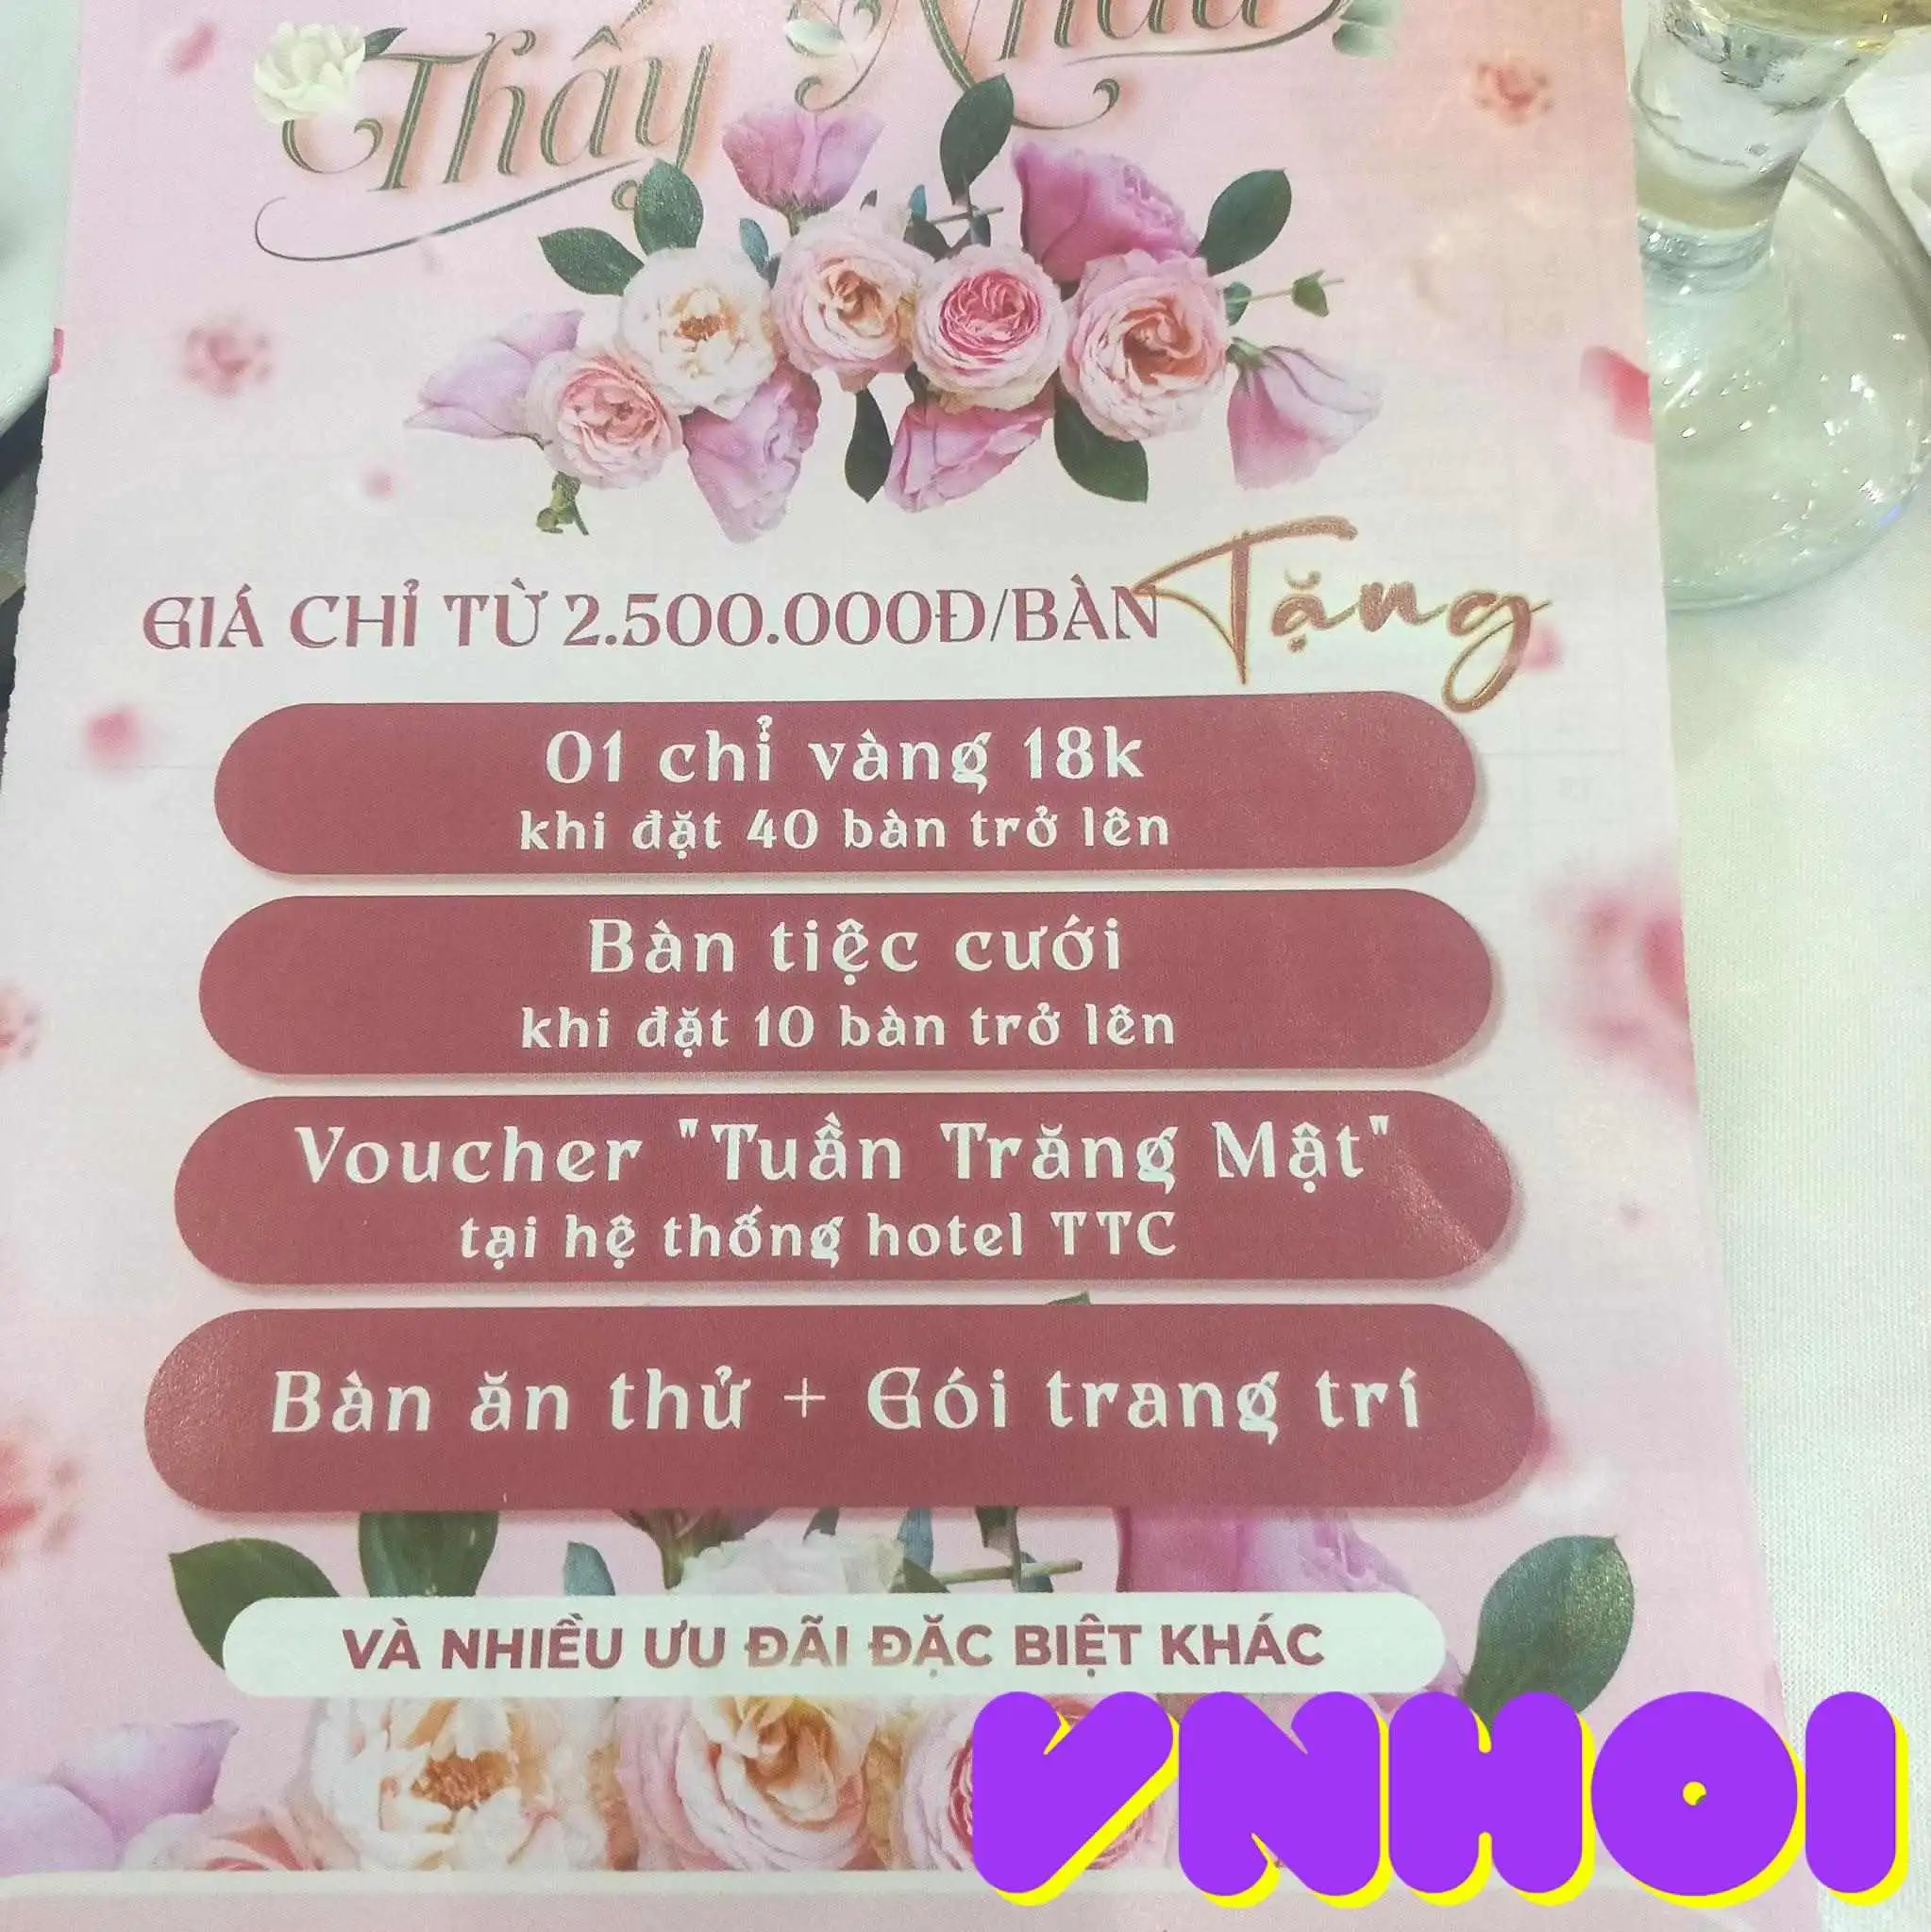 Thấy Nhau
GIÁ CHỈ TỪ 2.500.000Đ/BÀN Tặng
01 chỉ vàng 18k
khi đặt 40 bàn trở lên
Bàn tiệc cưới
khi đặt 10 bàn trở lên
Voucher "Tuần Trăng Mật"
tại hệ thống hotel TTC
Bàn ăn thử + Gói trang trí
VÀ NHIỀU ƯU ĐÃI ĐẶC BIỆT KHÁC
VNHOI